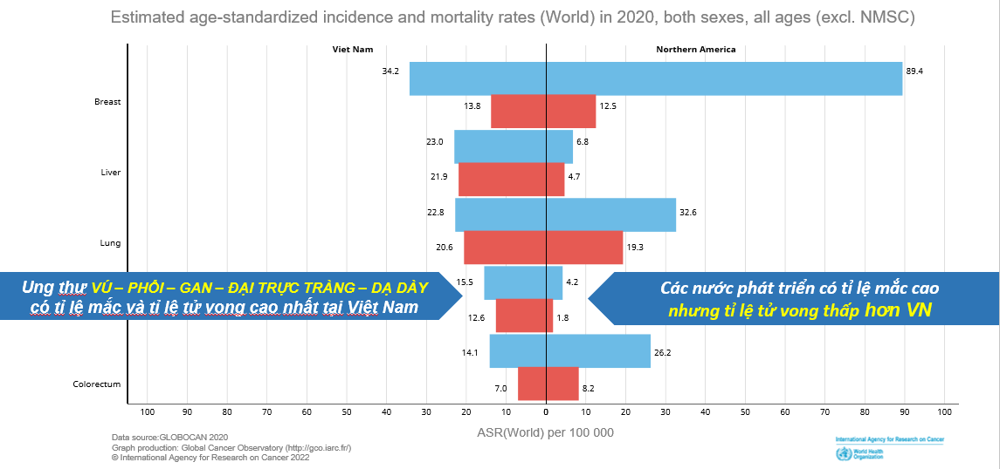 Estimated age-standardized incidence and mortality rates (World) in 2020, both sexes, all ages (excl. NMSC)
Viet Nam
Northern America
34.2
89.4
Breast
13.8
12.5
23.0
6.8
Liver
21.9
4.7
22.8
32.6
Lung
20.6
19.3
Ung thư VÚ – PHỔI – GAN – ĐẠI TRỰC TRÀNG – DẠ DÀY
có tỉ lệ mắc và tỉ lệ tử vong cao nhất tại Việt Nam
15.5
4.2
Các nước phát triển có tỉ lệ mắc cao
nhưng tỉ lệ tử vong thấp hơn VN
12.6
1.8
14.1
26.2
Colorectum
7.0
8.2
100 90 80 70 60 50 40 30 20 10 0 10 20 30 40 50 60 70 80 90 100
ASR(World) per 100 000
Data source:GLOBOCAN 2020
Graph production: Global Cancer Observatory (http://gco.iarc.fr/)
© International Agency for Research on Cancer 2022
International Agency for Research on Cancer
World Health
Organization